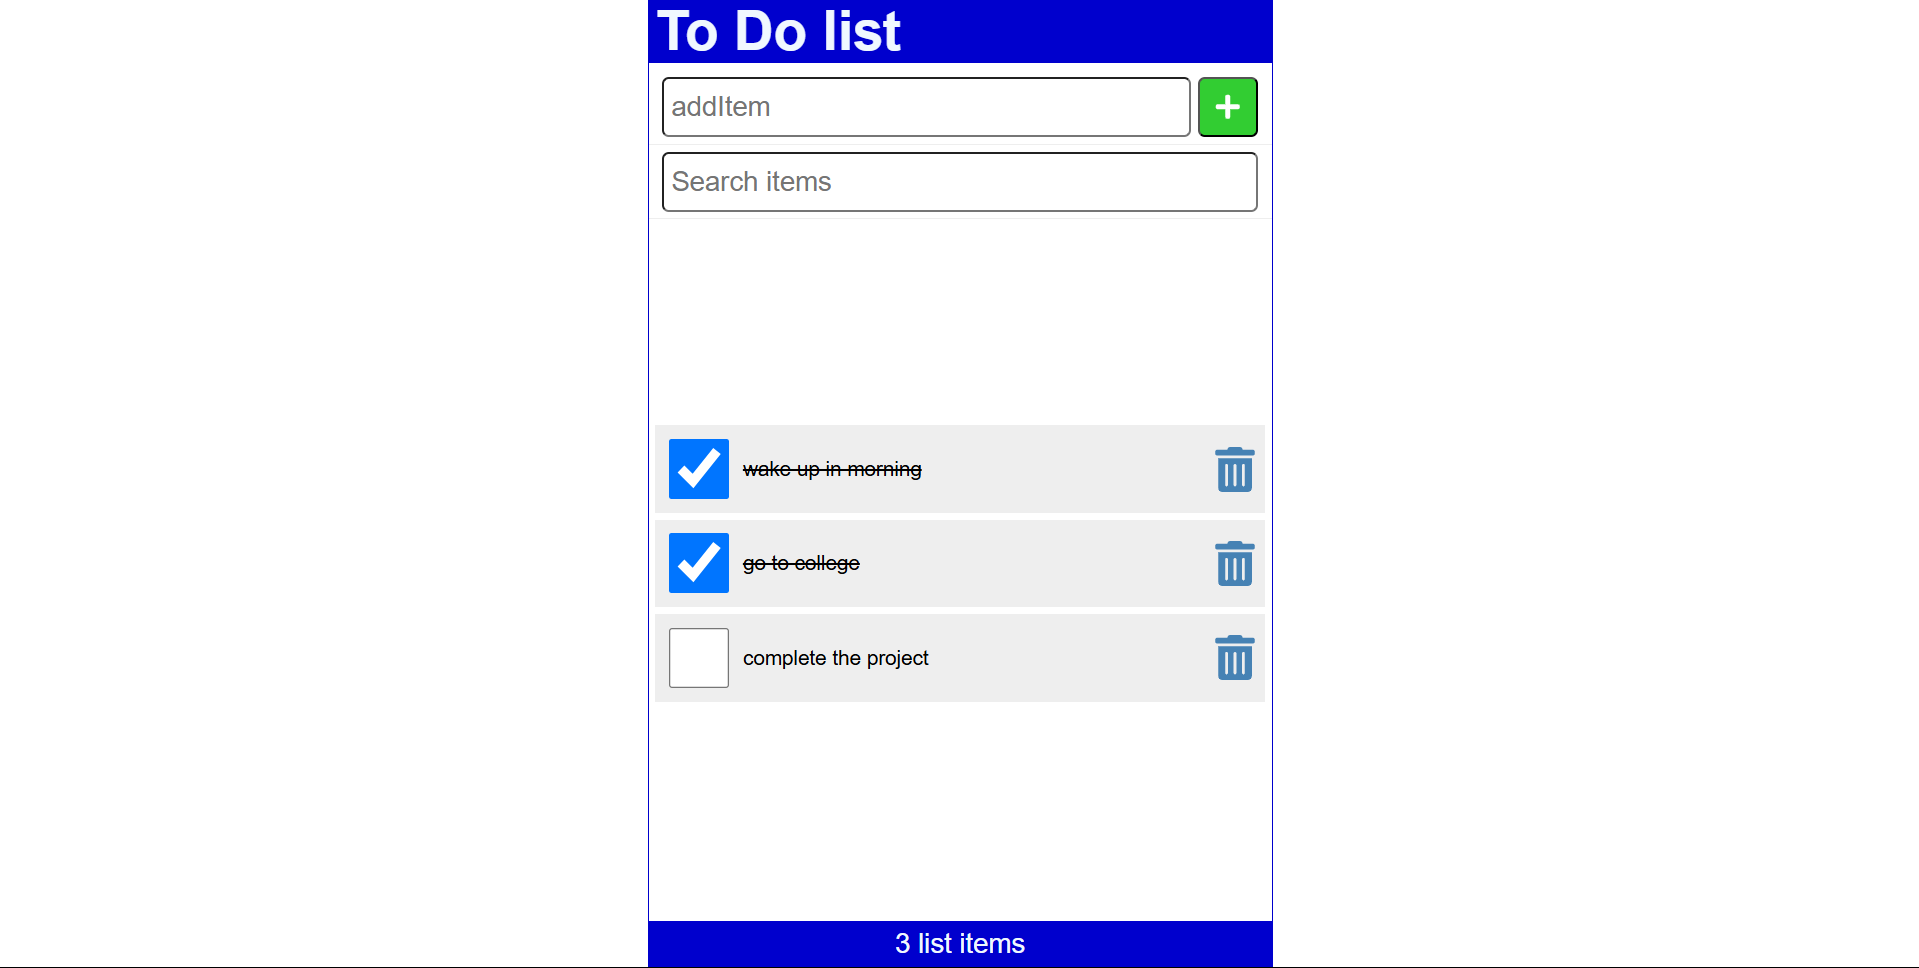 To Do list
addItem
Search items
wake up in morning
go to college
complete the project
3 list items